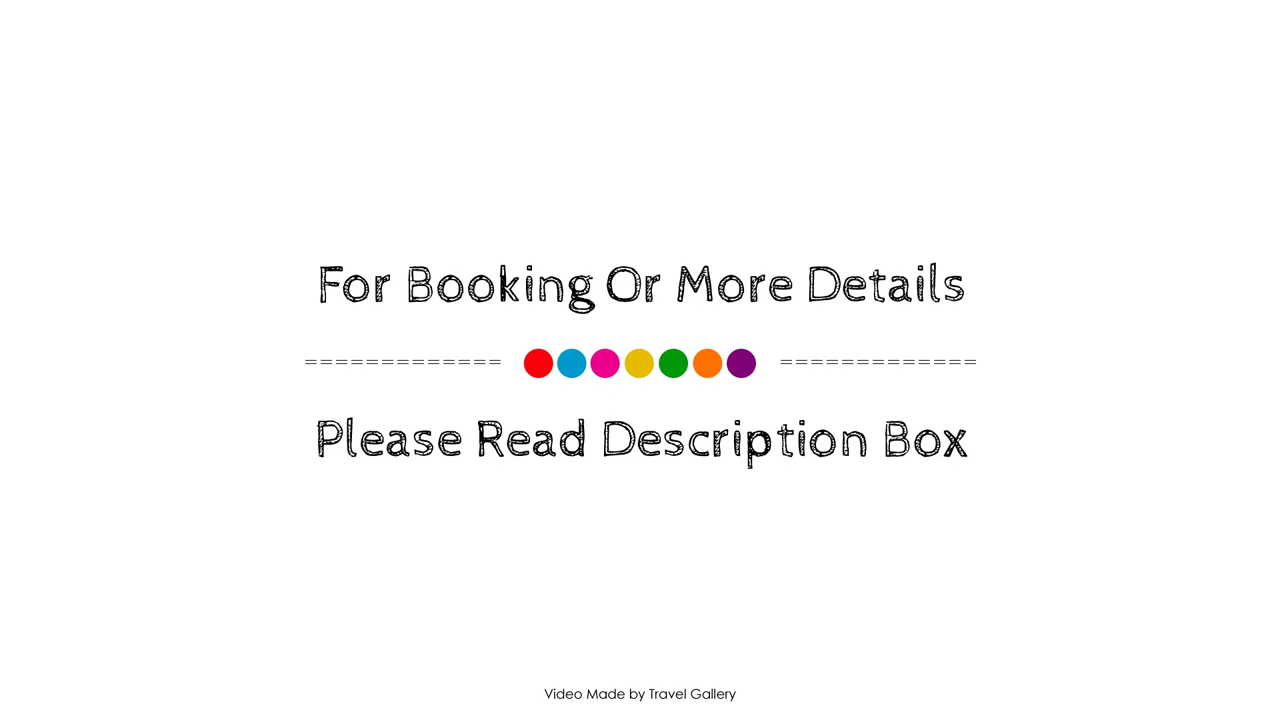 For Booking Or More Details
============= =============
Please Read Description Box
Video Made by Travel Gallery